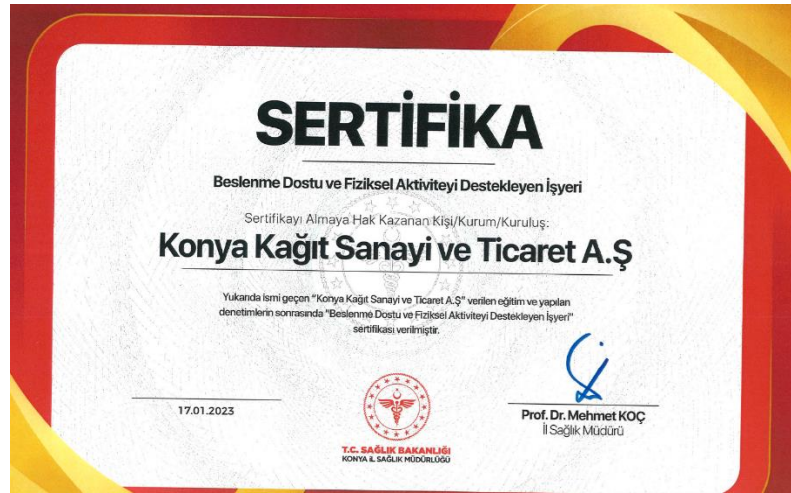 SERTİFİKA
Beslenme Dostu ve Fiziksel Aktiviteyi Destekleyen İşyeri
Sertifikayı Almaya Hak Kazanan Kişi/Kurum/Kuruluş:
Konya Kağıt Sanayi ve Ticaret A.Ş
Yukarıda ismi geçen "Konya Kağıt Sanayi ve Ticaret A.Ş" verilen eğitim ve yapılan
denetimlerin sonrasında "Beslenme Dostu ve Fiziksel Aktiviteyi Destekleyen İşyeri"
sertifikası verilmiştir.
17.01.2023
T.C. SAĞLIK BAKANLIĞI
KONYA İL SAĞLIK MÜDÜRLÜĞÜ
Prof. Dr. Mehmet KOÇ
İl Sağlık Müdürü